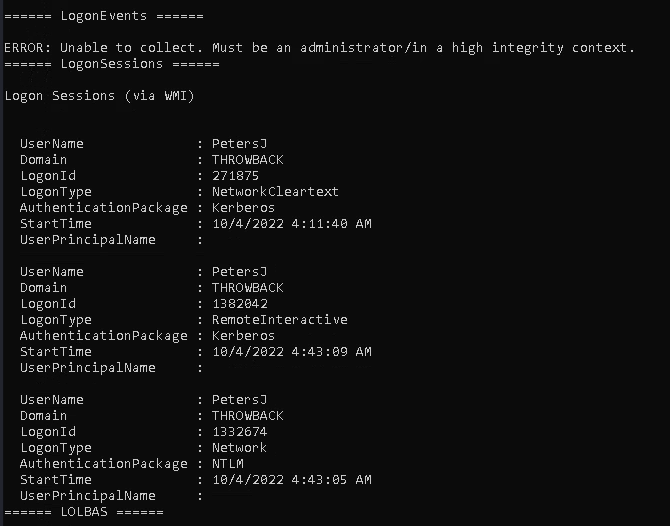 ====== LogonEvents ======
ERROR: Unable to collect. Must be an administrator/in a high integrity context.
====== LogonSessions ======
Logon Sessions (via WMI)
UserName : PetersJ
Domain : THROWBACK
LogonId : 271875
LogonType : NetworkCleartext
AuthenticationPackage : Kerberos
StartTime : 10/4/2022 4:11:40 AM
UserPrincipalName :
UserName : PetersJ
Domain : THROWBACK
LogonId : 1382042
LogonType : RemoteInteractive
AuthenticationPackage : Kerberos
StartTime : 10/4/2022 4:43:09 AM
UserPrincipalName :
UserName : PetersJ
Domain : THROWBACK
LogonId : 1332674
LogonType : Network
AuthenticationPackage : NTLM
StartTime : 10/4/2022 4:43:05 AM
UserPrincipalName :
====== LOLBAS ======